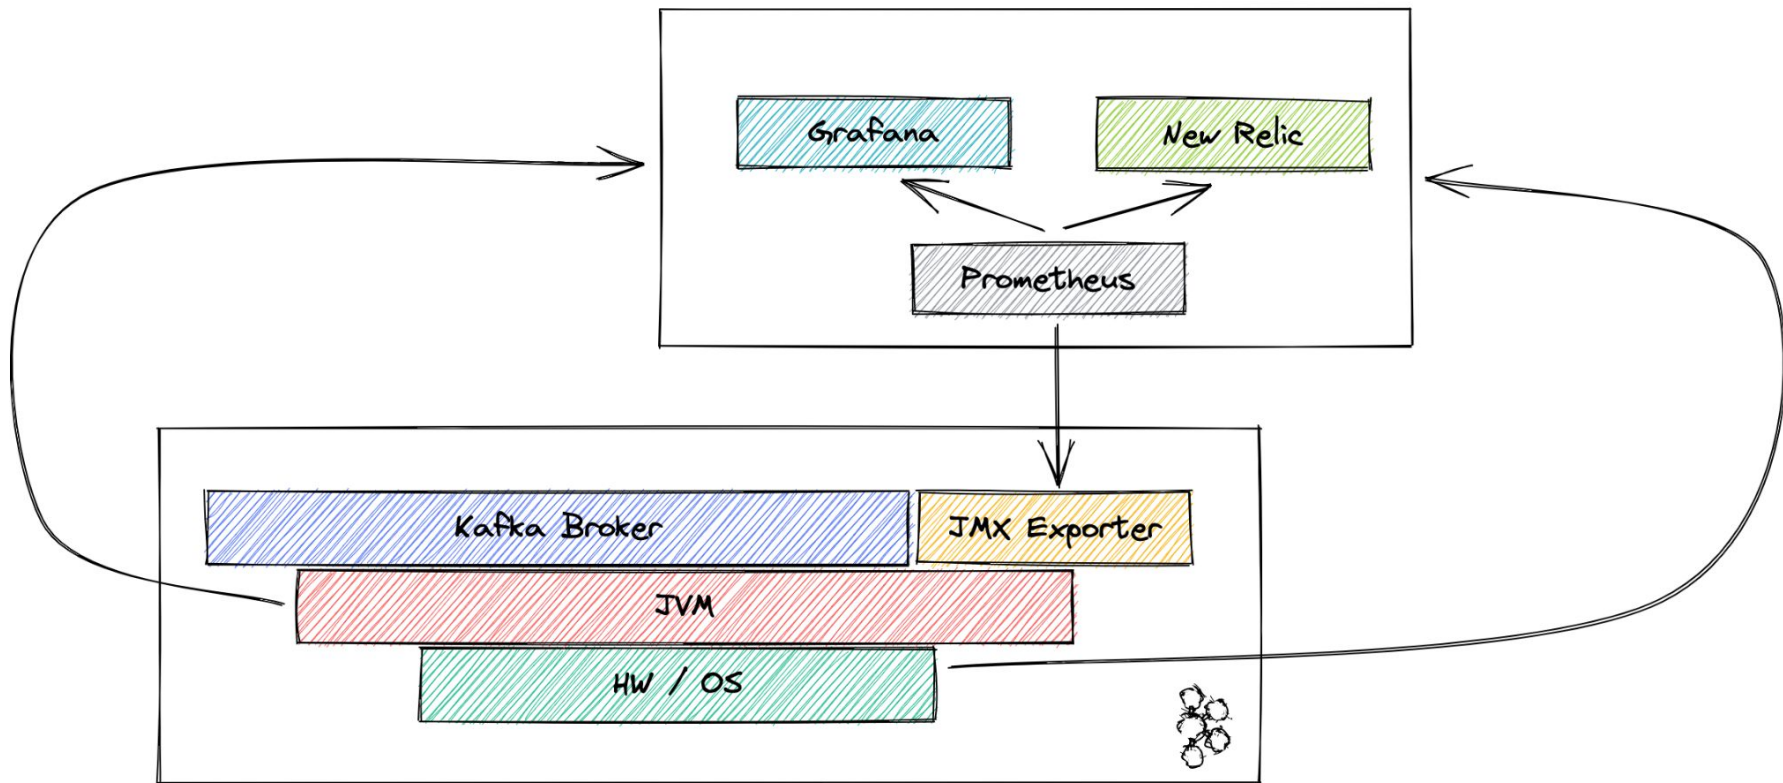 Grafana
New Relic
Prometheus
Kafka Broker
JMX Exporter
JVM
HW / OS